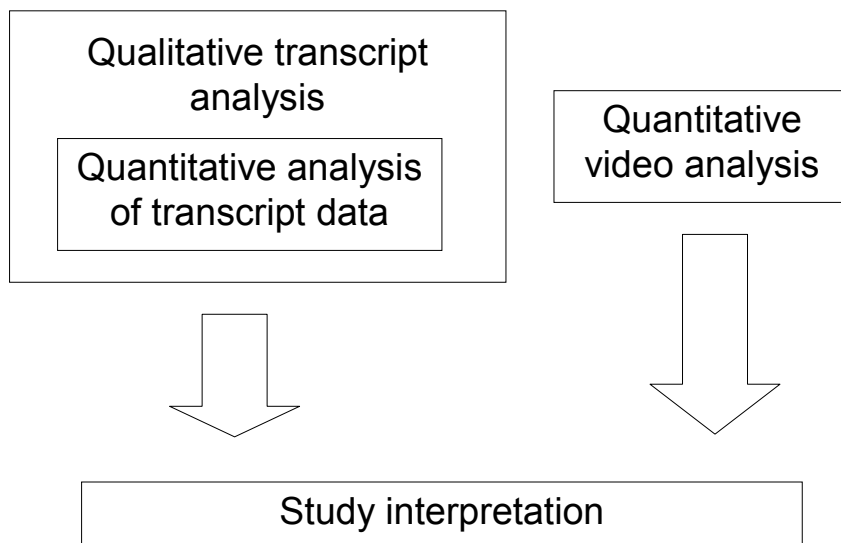 Qualitative transcript
analysis
Quantitative analysis
of transcript data
Quantitative
video analysis
Study interpretation